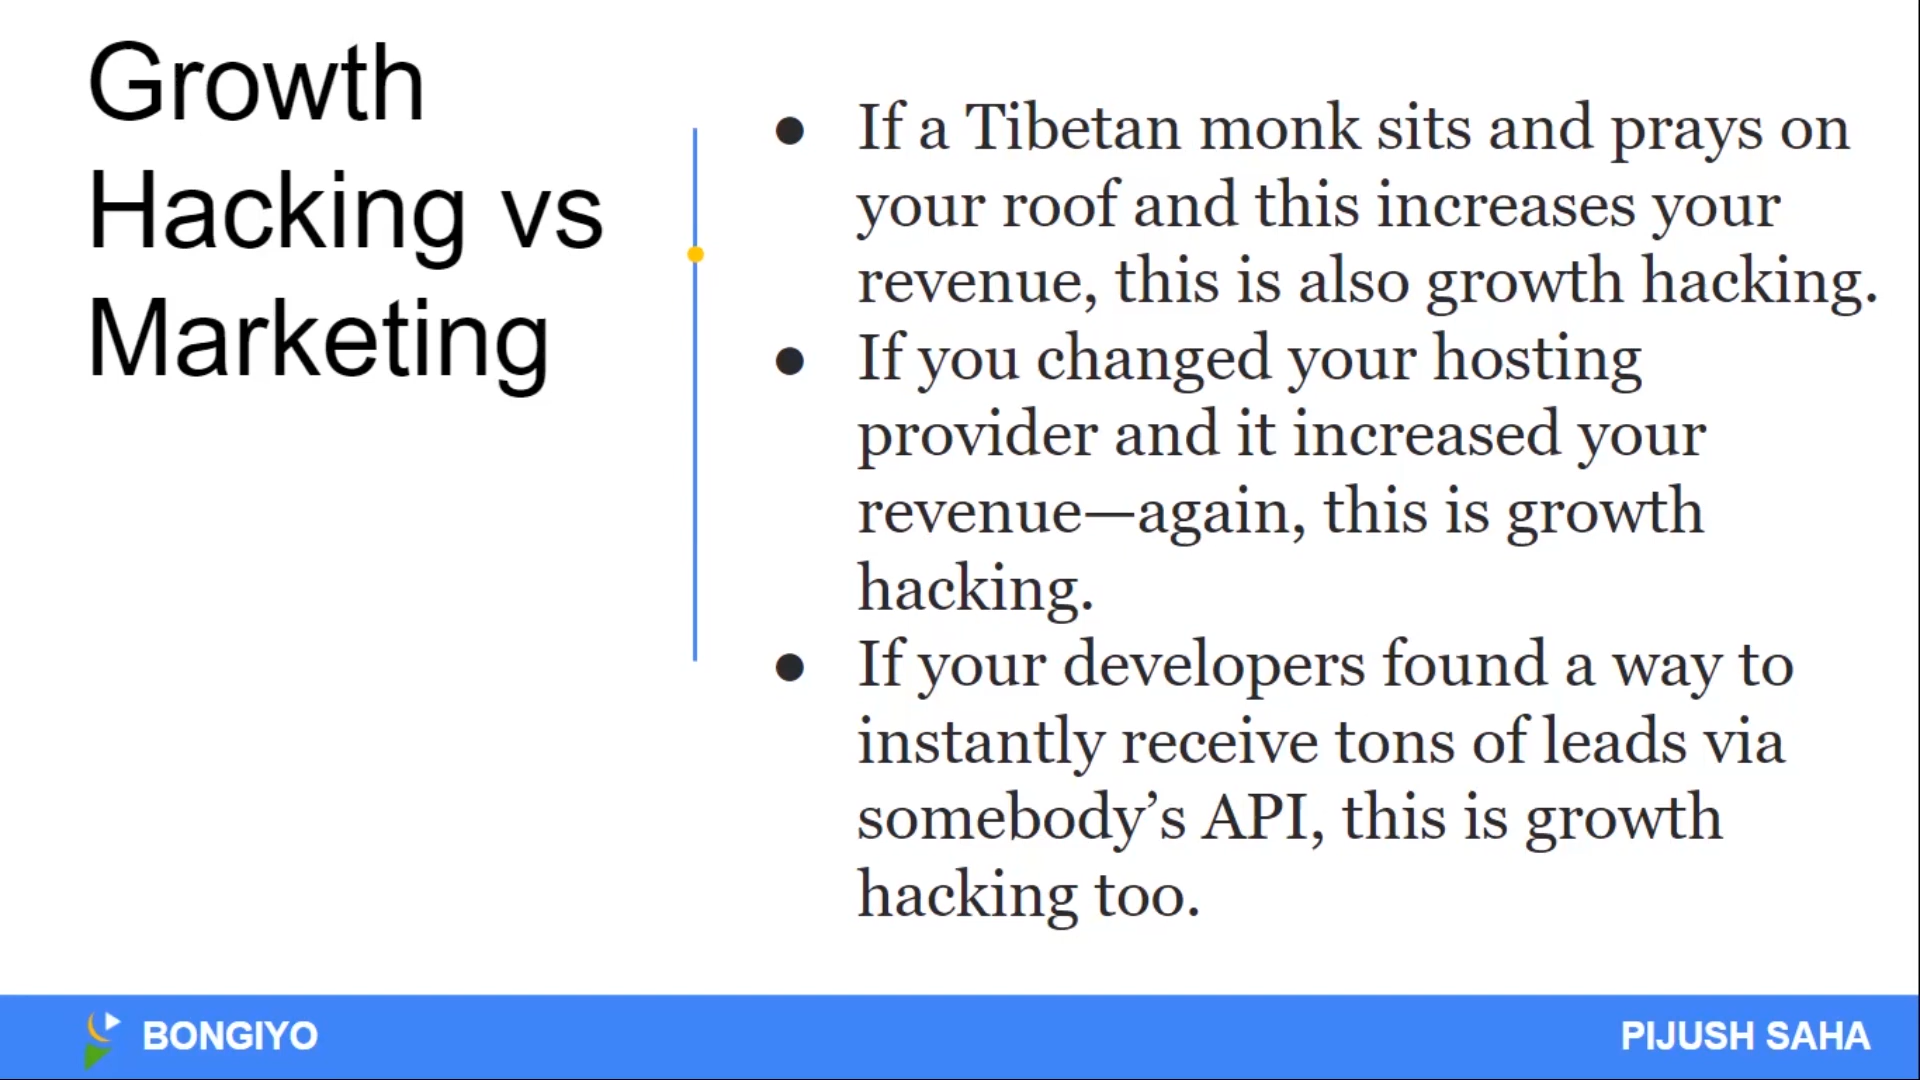 Growth
Hacking vs
Marketing
● If a Tibetan monk sits and prays on
your roof and this increases your
revenue, this is also growth hacking.
● If you changed your hosting
provider and it increased your
revenue—again, this is growth
hacking.
● If your developers found a way to
instantly receive tons of leads via
somebody’s API, this is growth
hacking too.
BONGIYO
PIJUSH SAHA